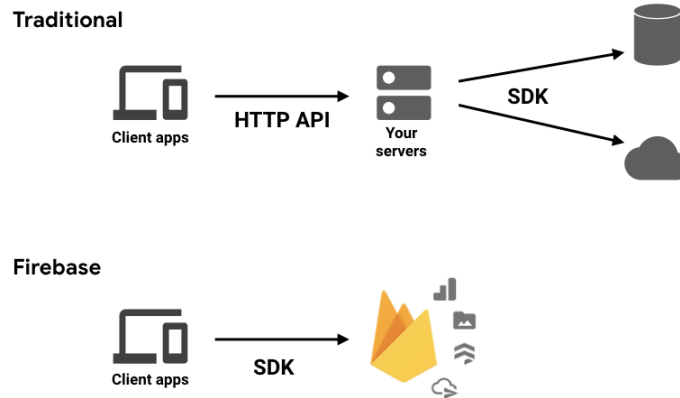 Traditional
Client apps
HTTP API
Your
servers
SDK
Firebase
Client apps
SDK